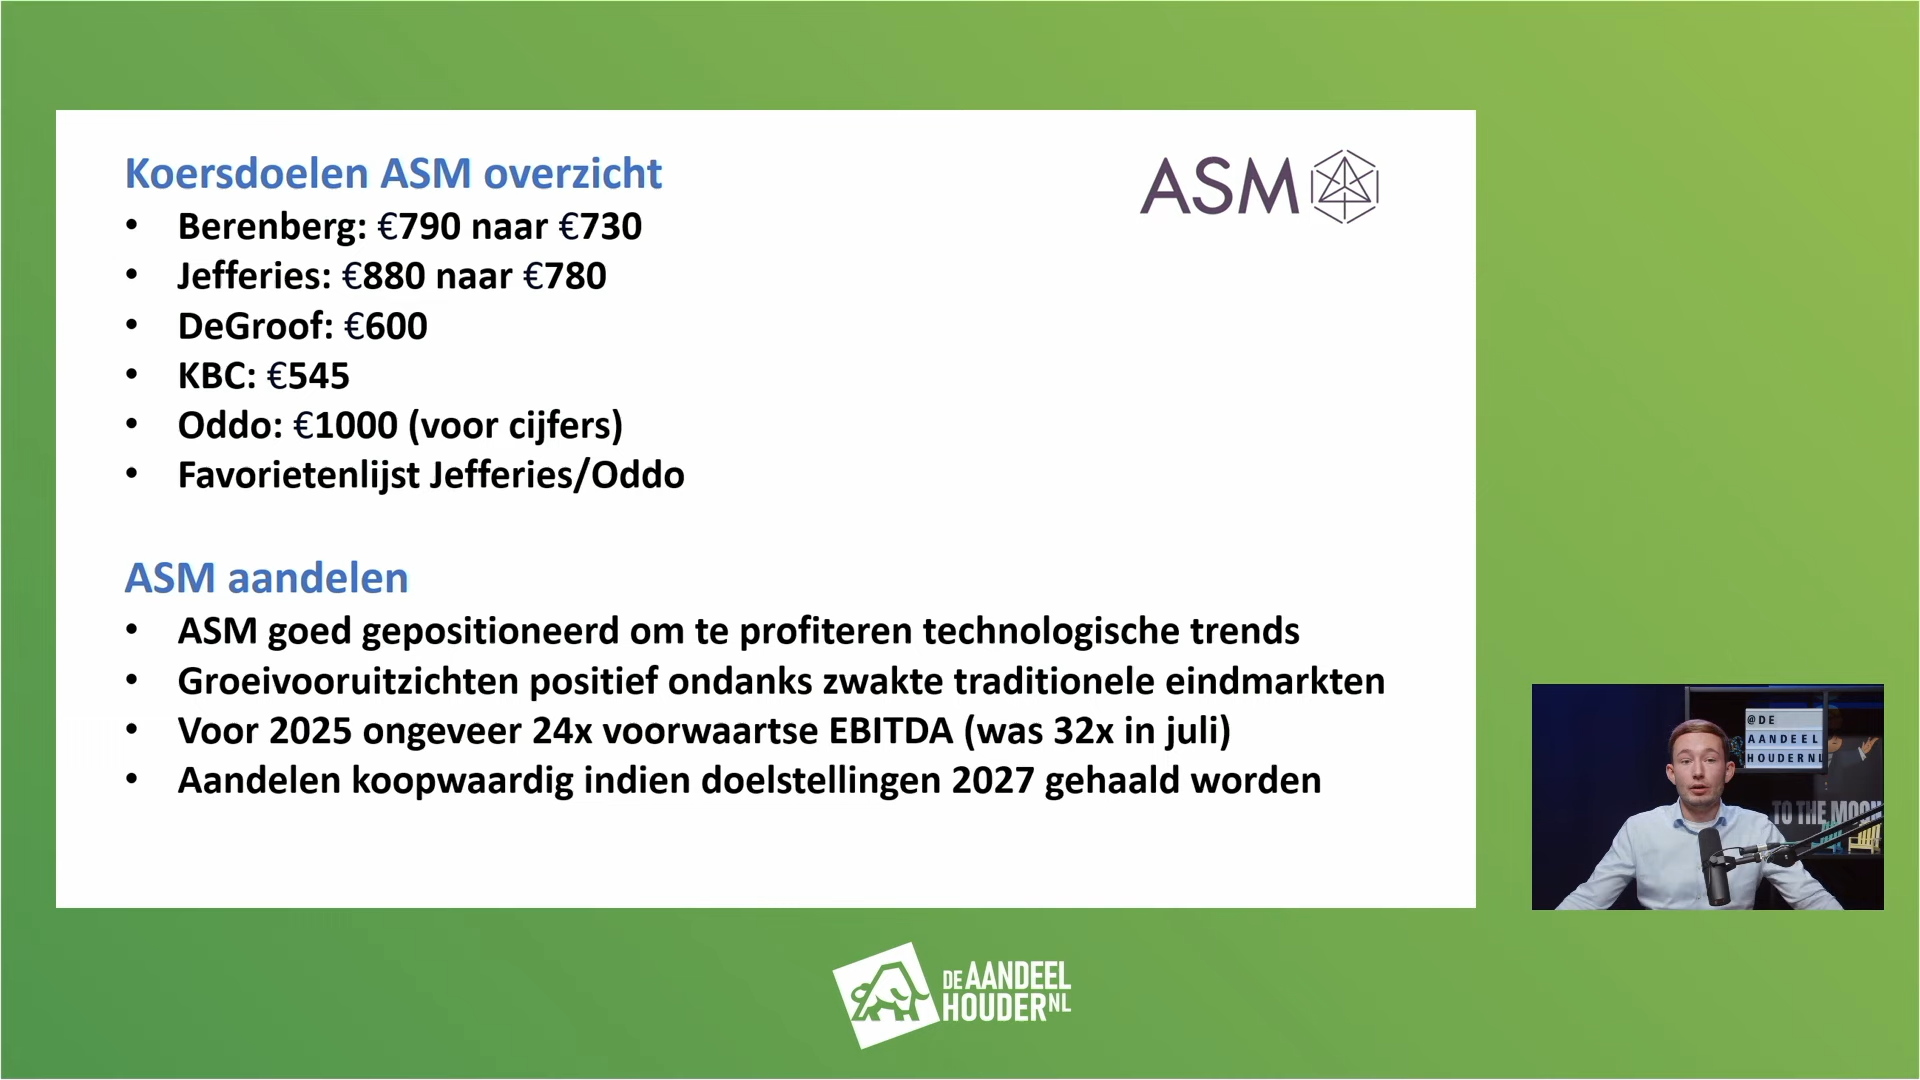 Koersdoelen ASM overzicht
ASM
• Berenberg: €790 naar €730
• Jefferies: €880 naar €780
• DeGroof: €600
• KBC: €545
• Oddo: €1000 (voor cijfers)
• Favorietenlijst Jefferies/Oddo
ASM aandelen
• ASM goed gepositioneerd om te profiteren technologische trends
• Groeivooruitzichten positief ondanks zwakte traditionele eindmarkten
• Voor 2025 ongeveer 24x voorwaartse EBITDA (was 32x in juli)
• Aandelen koopwaardig indien doelstellingen 2027 gehaald worden
@DE
AANDEEL
HOUDERNL
TO THE MOON
DE AANDEEL
HOUDER NL